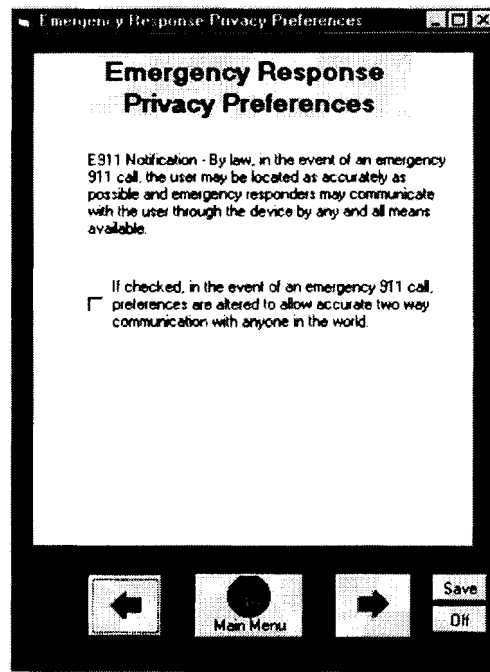 Emergency Response Privacy Preferences
Emergency Response
Privacy Preferences
E911 Notification - By law, in the event of an emergency
911 call, the user may be located as accurately as
possible and emergency responders may communicate
with the user through the device by any and all means
available.
If checked, in the event of an emergency 911 call,
preferences are altered to allow accurate two way
communication with anyone in the world.
Main Menu
Save
Off